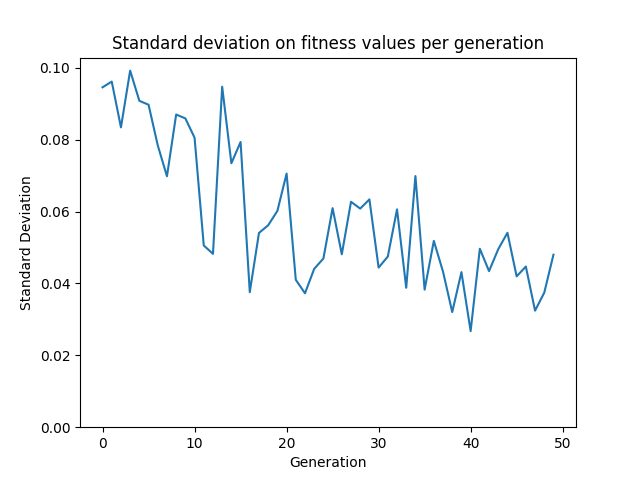 Standard deviation on fitness values per generation
0.10
0.08
0.06
0.04
0.02
0.00
Standard Deviation
0 10 20 30 40 50
Generation